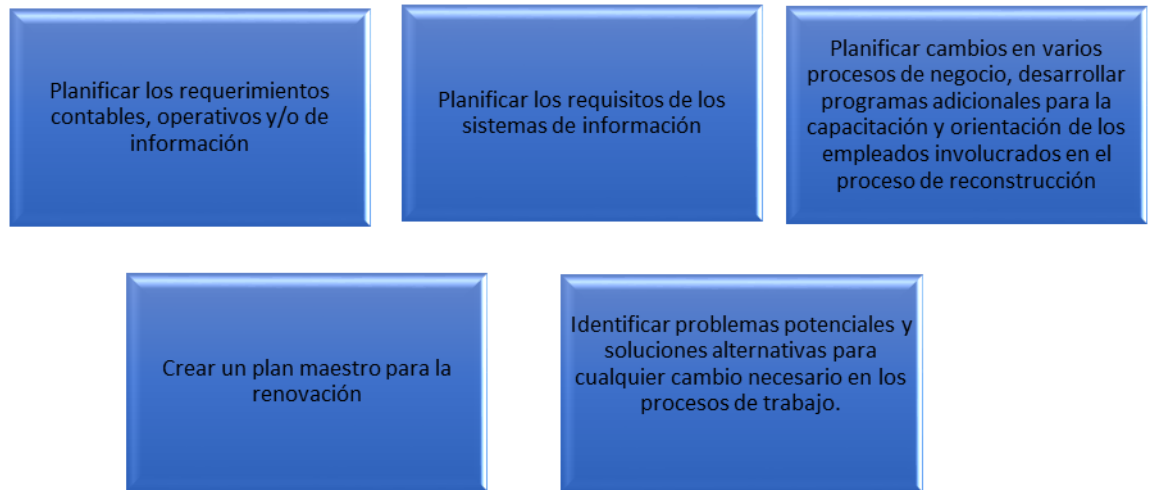 Planificar los requerimientos
contables, operativos y/o de
información
Planificar los requisitos de los
sistemas de información
Planificar cambios en varios
procesos de negocio, desarrollar
programas adicionales para la
capacitación y orientación de los
empleados involucrados en el
proceso de reconstrucción
Crear un plan maestro para la
renovación
Identificar problemas potenciales y
soluciones alternativas para
cualquier cambio necesario en los
procesos de trabajo.